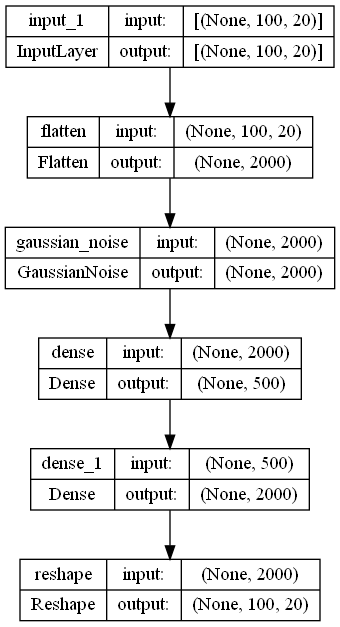 input_1 input: [(None, 100, 20)]
InputLayer output: [(None, 100, 20)]
flatten input: (None, 100, 20)
Flatten output: (None, 2000)
gaussian_noise input: (None, 2000)
GaussianNoise output: (None, 2000)
dense input: (None, 2000)
Dense output: (None, 500)
dense_1 input: (None, 500)
Dense output: (None, 2000)
reshape input: (None, 2000)
Reshape output: (None, 100, 20)